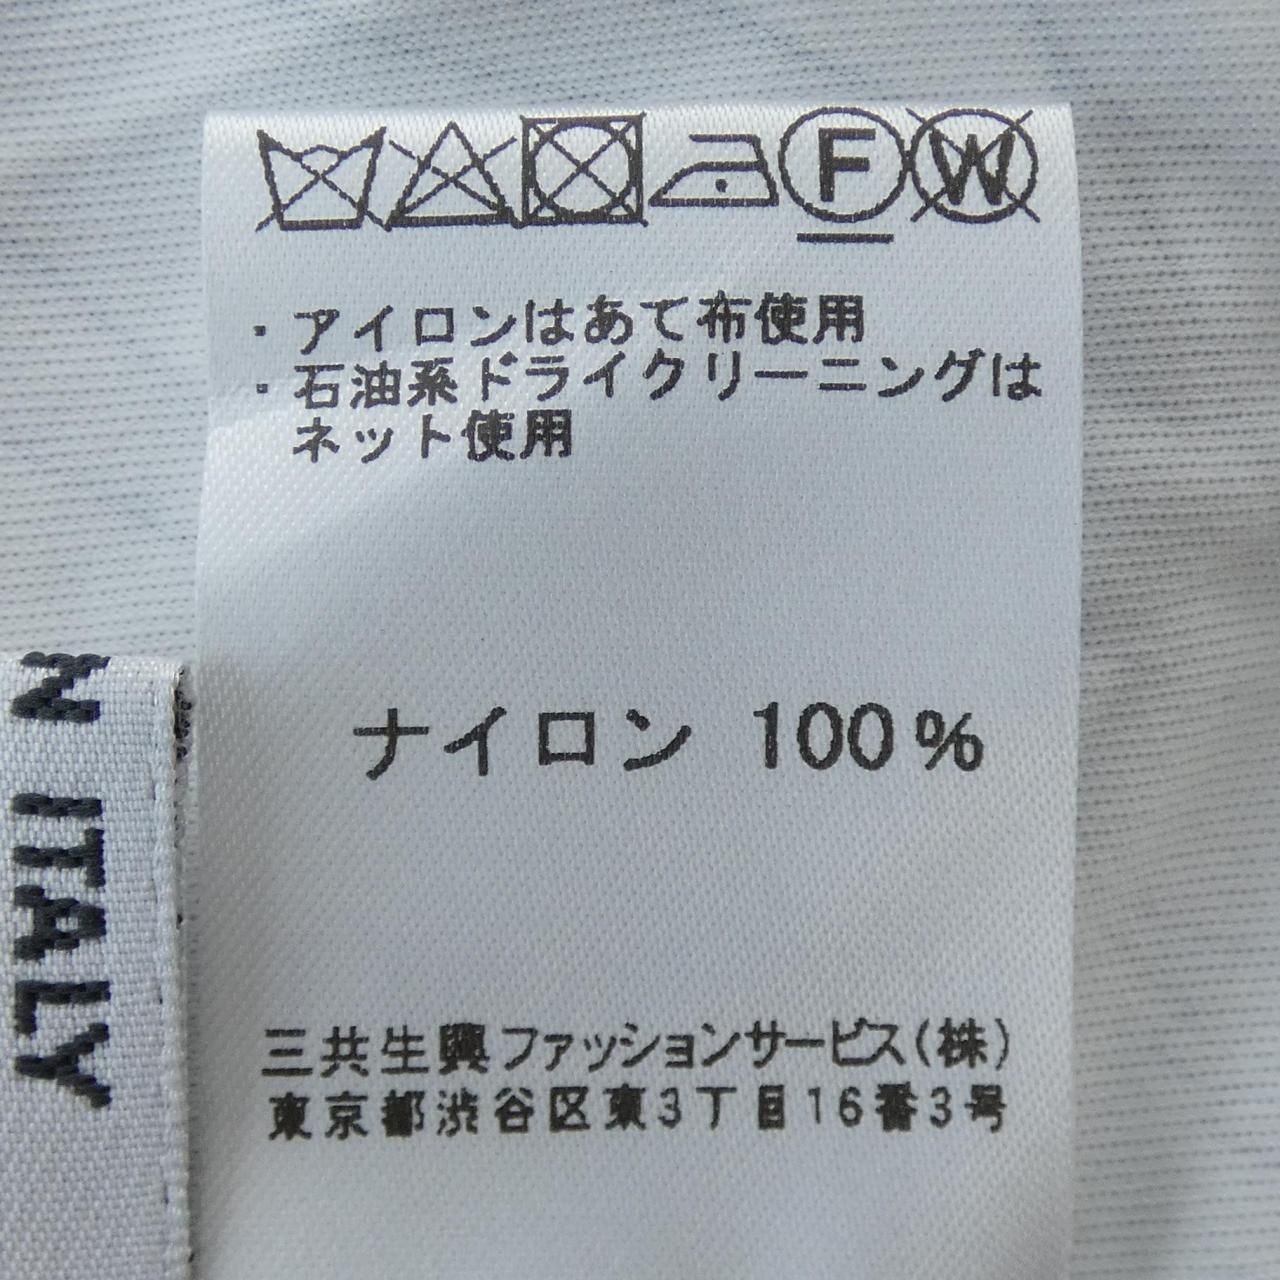 F W
・アイロンはあて布使用
・石油系ドライクリーニングは
ネット使用
ナイロン 100%
三共生興ファッションサービス(株)
東京都渋谷区東3丁目16番3号
N ITALY